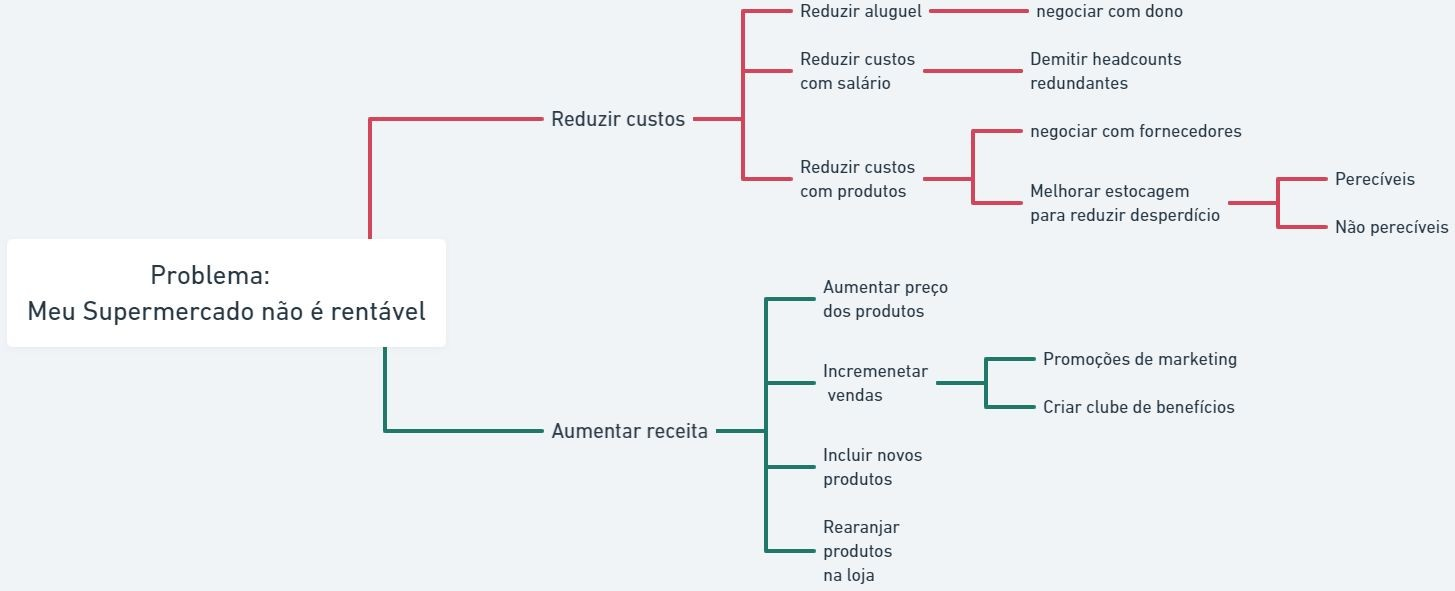 Reduzir aluguel
negociar com dono
Reduzir custos
com salário
Demitir headcounts
redundantes
Reduzir custos
negociar com fornecedores
Reduzir custos
com produtos
Melhorar estocagem
para reduzir desperdício
Perecíveis
Não perecíveis
Problema:
Meu Supermercado não é rentável
Aumentar preço
dos produtos
Incremenetar
vendas
Promoções de marketing
Criar clube de benefícios
Aumentar receita
Incluir novos
produtos
Rearanjar
produtos
na loja